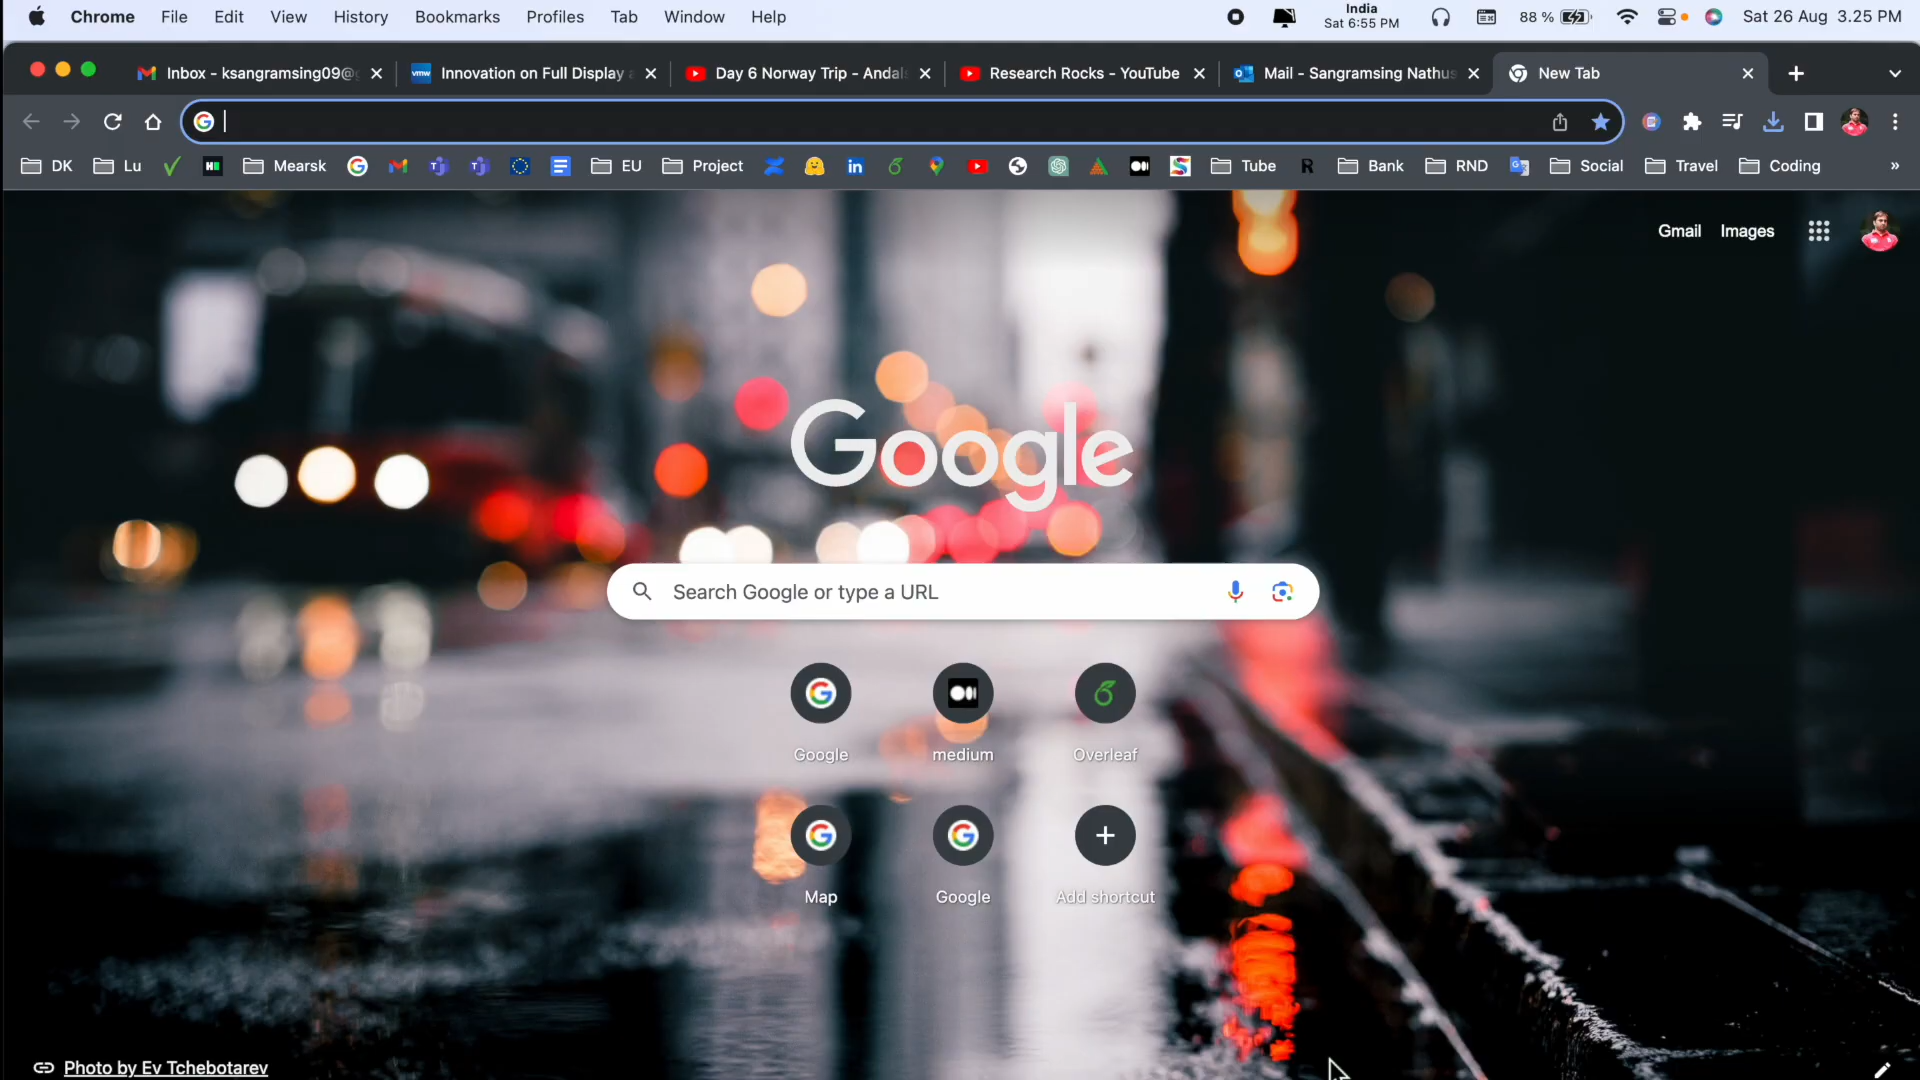 Chrome File Edit View History Bookmarks Profiles Tab Window Help
India
Sat 6:55 PM
88 %
Sat 26 Aug 3.25 PM
Inbox - ksangramsing09@
vmw Innovation on Full Display
Day 6 Norway Trip - Andal
Research Rocks - YouTube
Mail - Sangramsing Nathus
New Tab
DK Lu Mearsk EU Project in Tube R Bank RND Social Travel Coding »
Gmail Images
Google
Search Google or type a URL
Google medium Overleaf
Map Google Add shortcut
Photo by Ev Tchebotarev